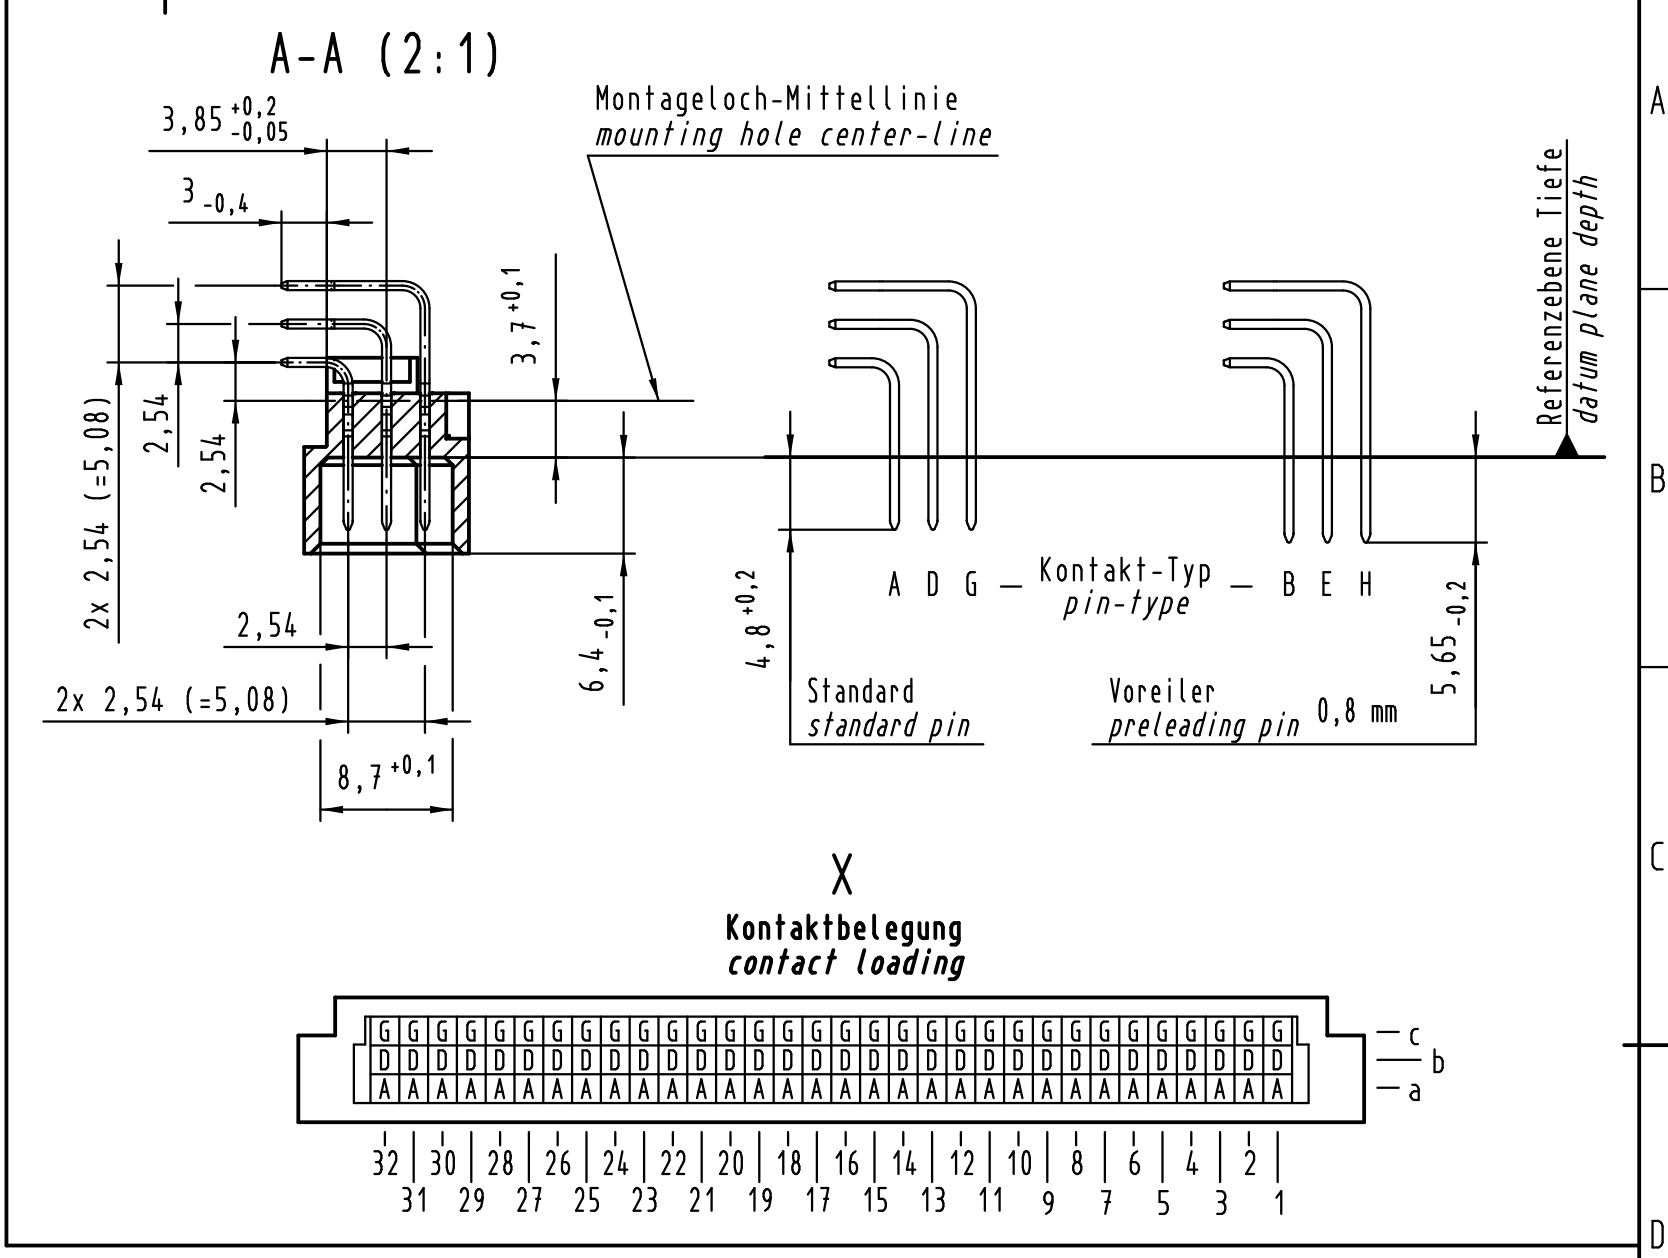 A-A (2:1)
A
Montageloch-Mittellinie
mounting hole center-line
3,85 +0,2
-0,05
3 -0,4
Referenzebene Tiefe
datum plane depth
3,7 +0,1
2x 2,54 (=5,08)
2,54
2,54
B
A D G – Kontakt-Typ – B E H
pin-type
4,8 +0,2
5,65 -0,2
6,4 -0,1
2,54
2x 2,54 (=5,08)
Standard
standard pin
Voreiler
preleading pin 0,8 mm
8,7 +0,1
C
X
Kontaktbelegung
contact loading
G G G G G G G G G G G G G G G G G G G G G G G G G G G G G G G G – c
D D D D D D D D D D D D D D D D D D D D D D D D D D D D D D D D — b
A A A A A A A A A A A A A A A A A A A A A A A A A A A A A A A A – a
32 30 28 26 24 22 20 18 16 14 12 10 8 6 4 2
31 29 27 25 23 21 19 17 15 13 11 9 7 5 3 1
D